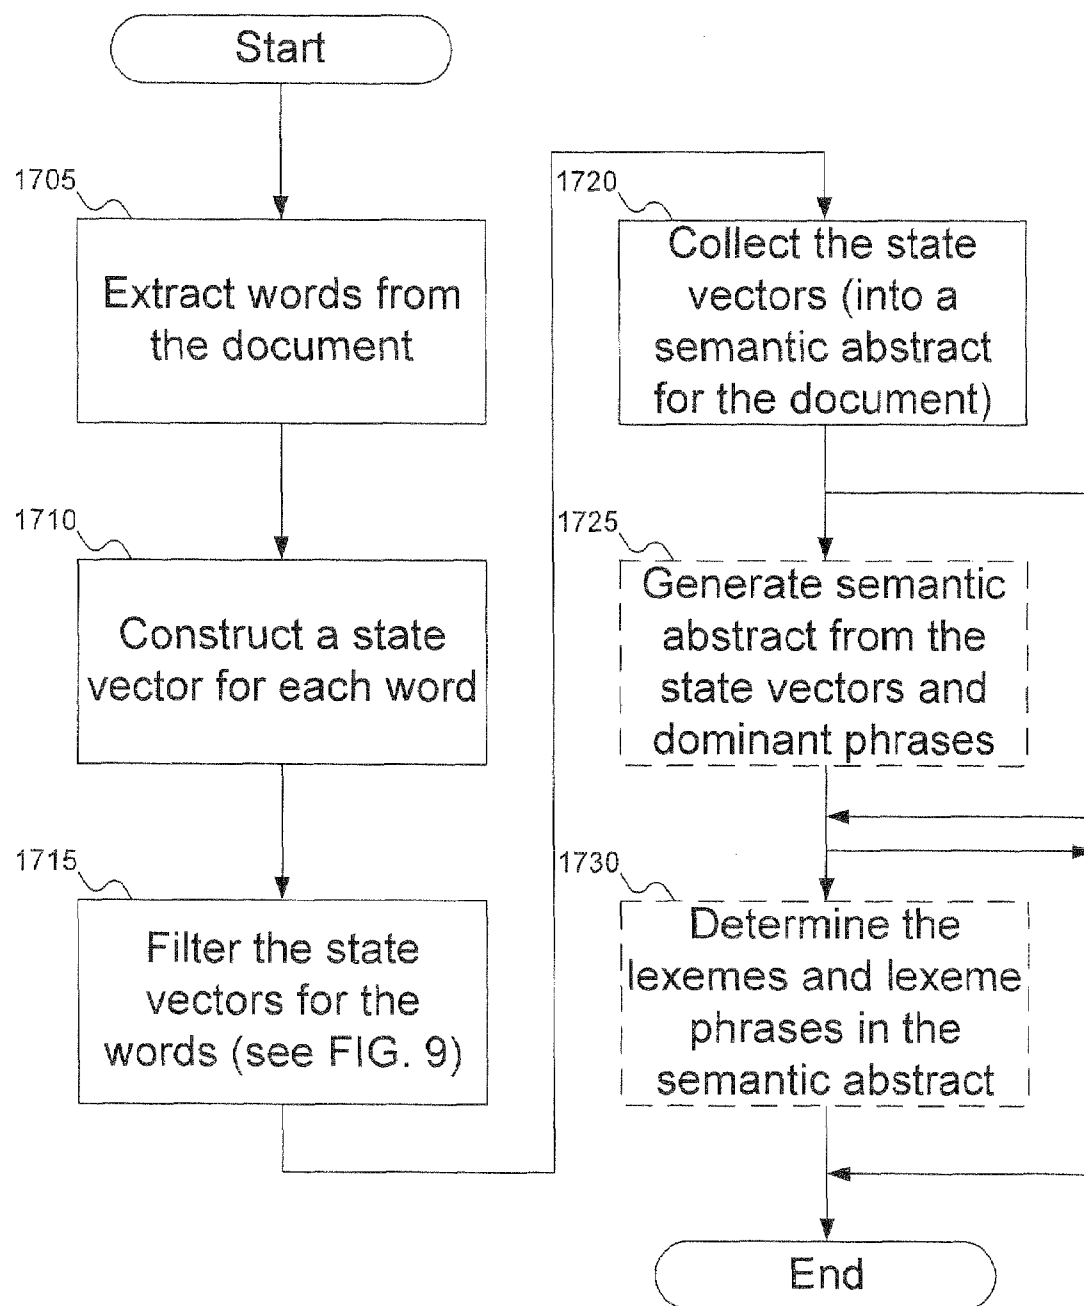 Start
1705
Extract words from
the document
1710
Construct a state
vector for each word
1715
Filter the state
vectors for the
words (see FIG. 9)
1720
Collect the state
vectors (into a
semantic abstract
for the document)
1725
Generate semantic
abstract from the
state vectors and
dominant phrases
1730
Determine the
lexemes and lexeme
phrases in the
semantic abstract
End